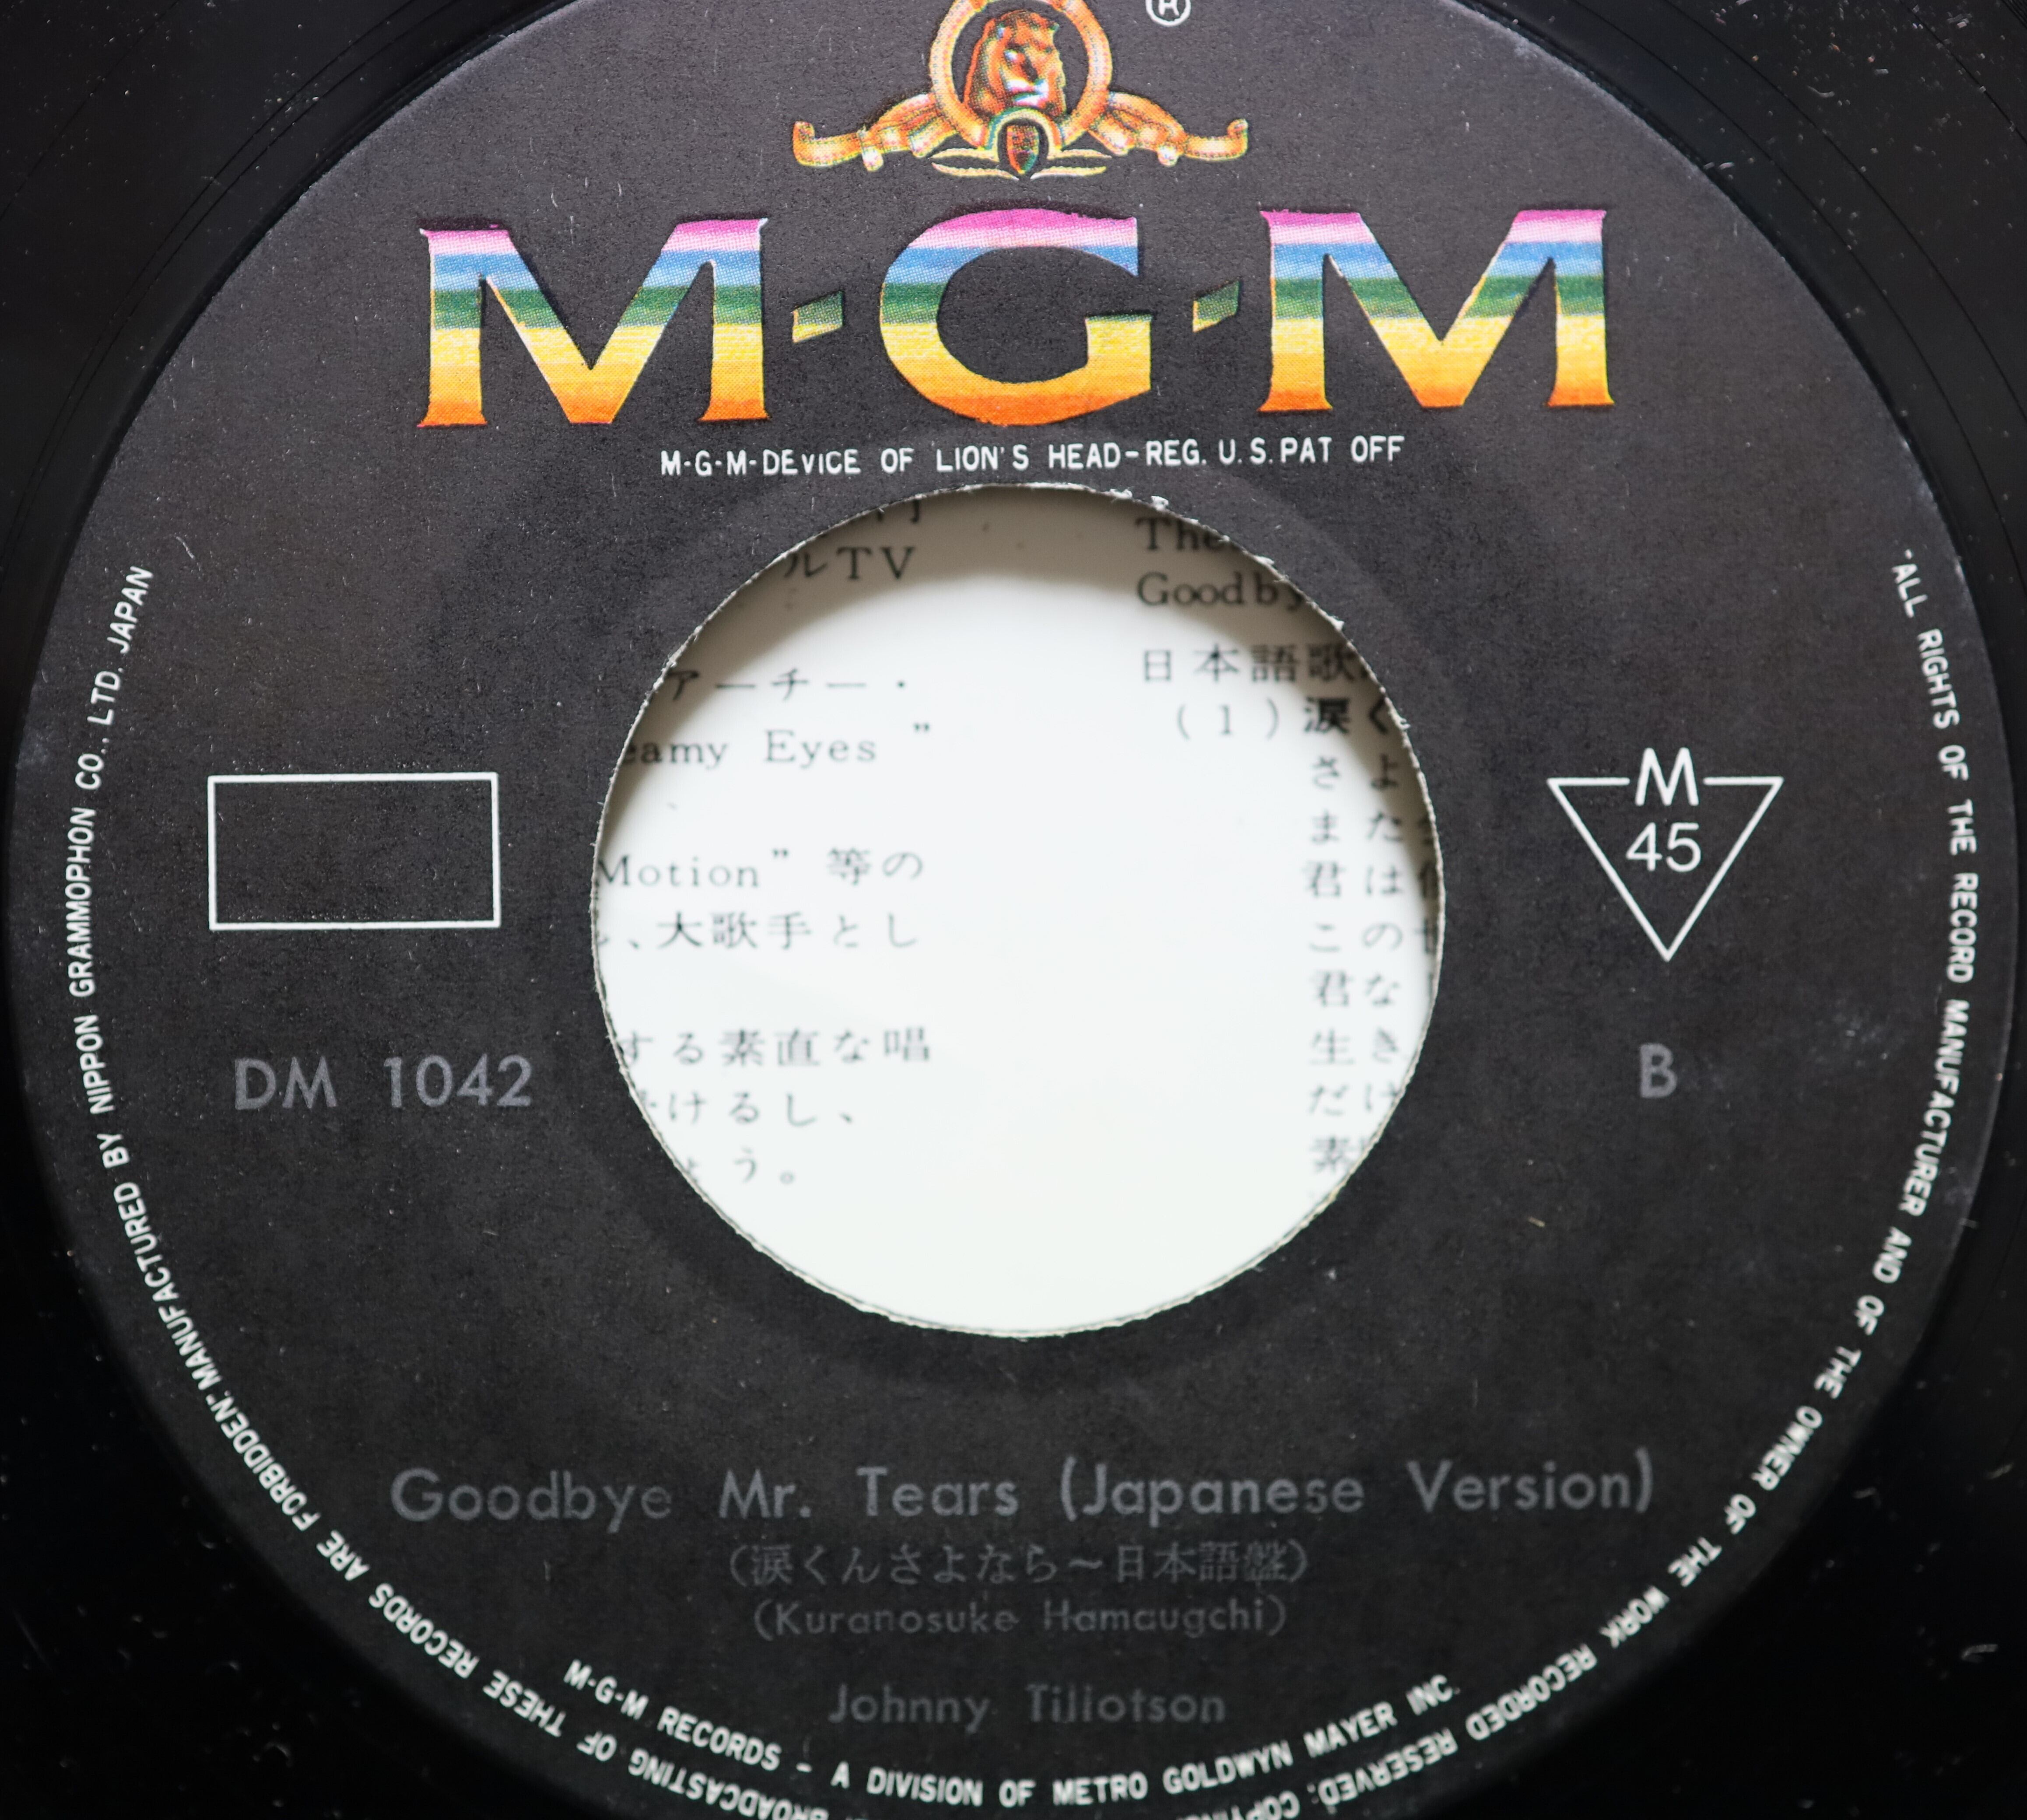 ®
M·G·M
M-G-M-DEVICE OF LION'S HEAD-REG. U.S. PAT OFF
ルTV
アーチー・
eamy Eyes"
Motion"等の
、大歌手とし
する素直な唱
けるし、
う。
The
Goodby
日本語歌
(1)涙く
さよ
また
君は
この
君な
生き
だけ
素
M
45
DM 1042
B
Goodbye Mr. Tears (Japanese Version)
(涙くんさよなら~日本語盤)
(Kuranosuke Hamaugchi)
Johnny Tillotson
M-G-M RECORDS - A DIVISION OF METRO GOLDWYN MAYER INC.
"ALL RIGHTS OF THE RECORD MANUFACTURER AND OF THE OWNER OF THE WORK RECORDED RESERVED: COPYIN
BROADCASTING OF THESE RECORDS ARE FORBIDDEN" MANUFACTURED BY NIPPON GRAMMOPHON CO., LTD. JAPAN